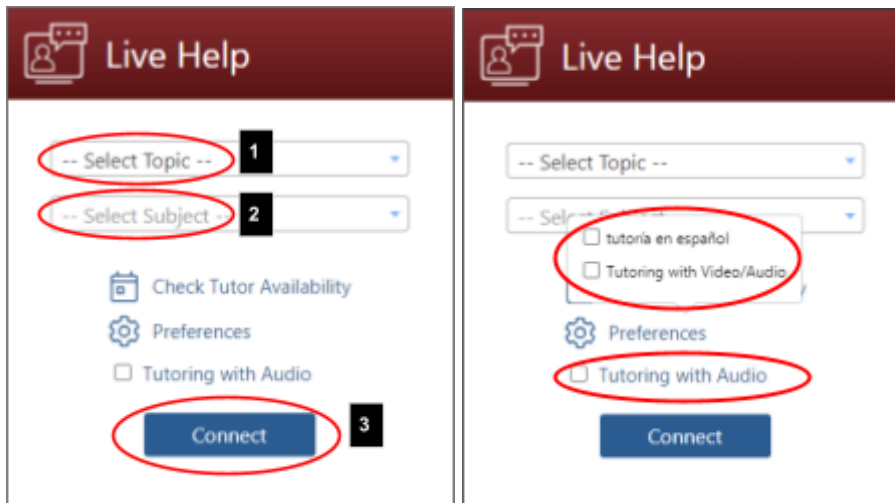 Live Help
-- Select Topic -- 1
-- Select Subject -- 2
Check Tutor Availability
Preferences
Tutoring with Audio
Connect 3
Live Help
-- Select Topic --
tutoría en español
Tutoring with Video/Audio
Preferences
Tutoring with Audio
Connect